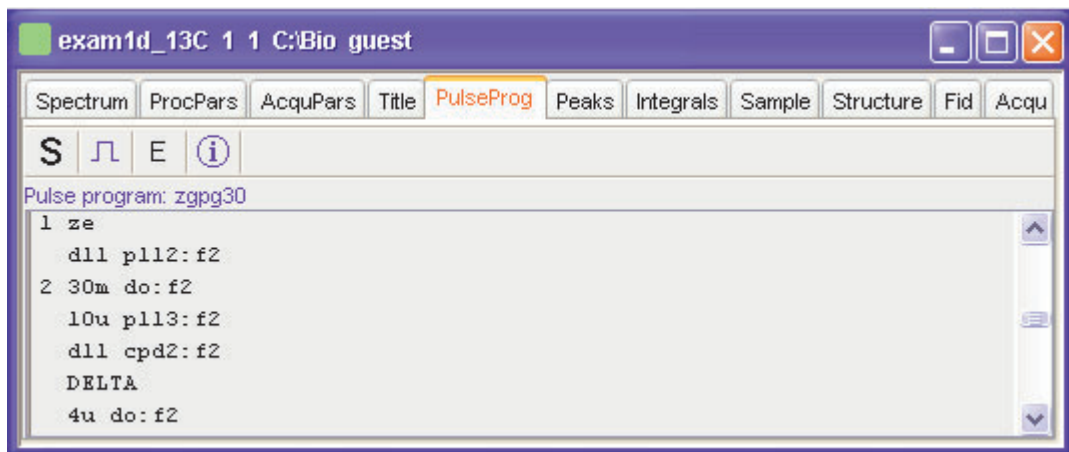 exam1d_13C 1 1 C:\Bio guest
Spectrum ProcPars AcquPars Title PulseProg Peaks Integrals Sample Structure Fid Acqu
S E i
Pulse program: zgpg30
1 ze
d11 pl12:f2
2 30m do:f2
10u pl13:f2
d11 cpd2:f2
DELTA
4u do:f2